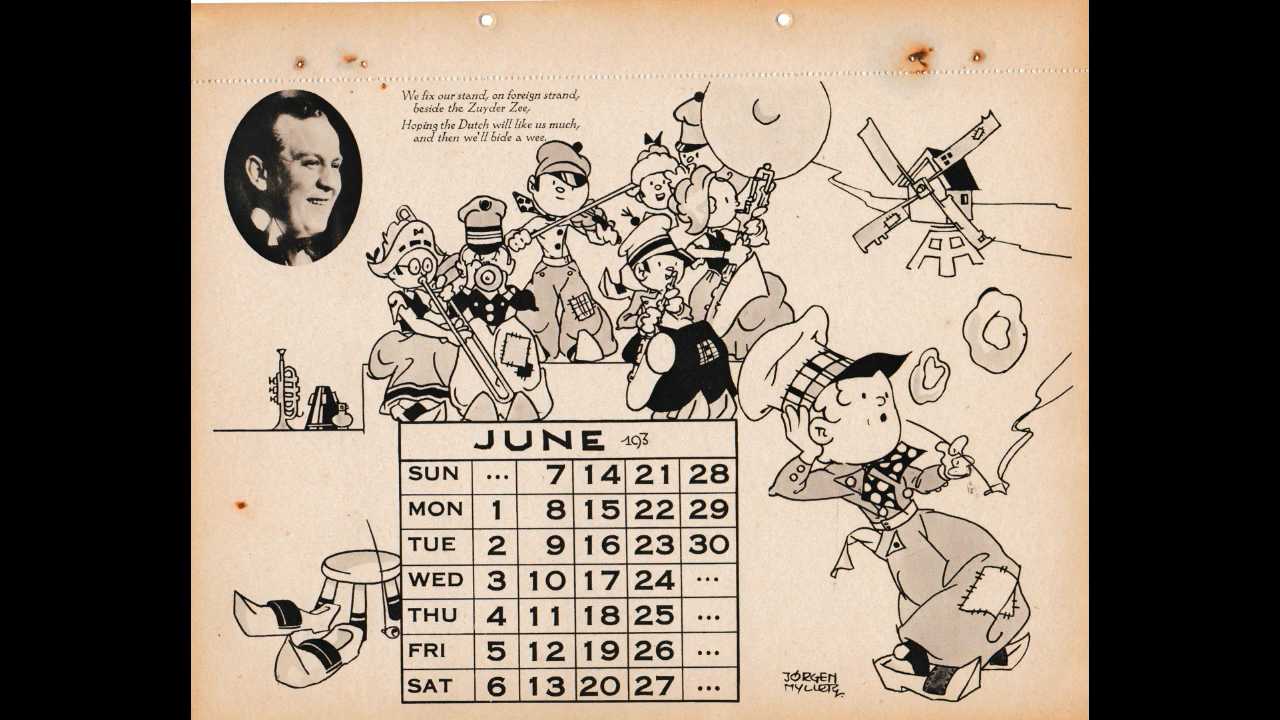 We fix our stand, on foreign strand,
beside the Zuyder Zee,
Hoping the Dutch will like us much,
and then we'll bide a wee.
JUNE 193
SUN ... 7 14 21 28
MON 1 8 15 22 29
TUE 2 9 16 23 30
WED 3 10 17 24 ...
THU 4 11 18 25 ...
FRI 5 12 19 26 ...
SAT 6 13 20 27 ...
JÖRGEN